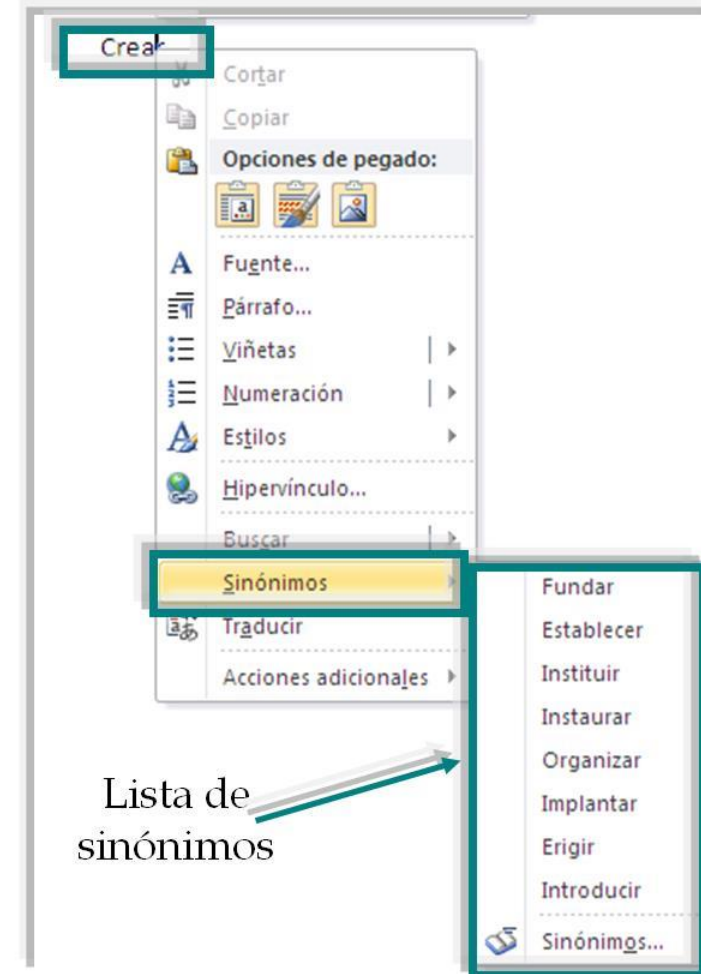 Crear
Cortar
Copiar
Opciones de pegado:
Fuente...
Párrafo...
Viñetas
Numeración
Estilos
Hipervínculo...
Buscar
Sinónimos
Traducir
Acciones adicionales
Fundar
Establecer
Instituir
Instaurar
Organizar
Implantar
Erigir
Introducir
Sinónimos...
Lista de
sinónimos